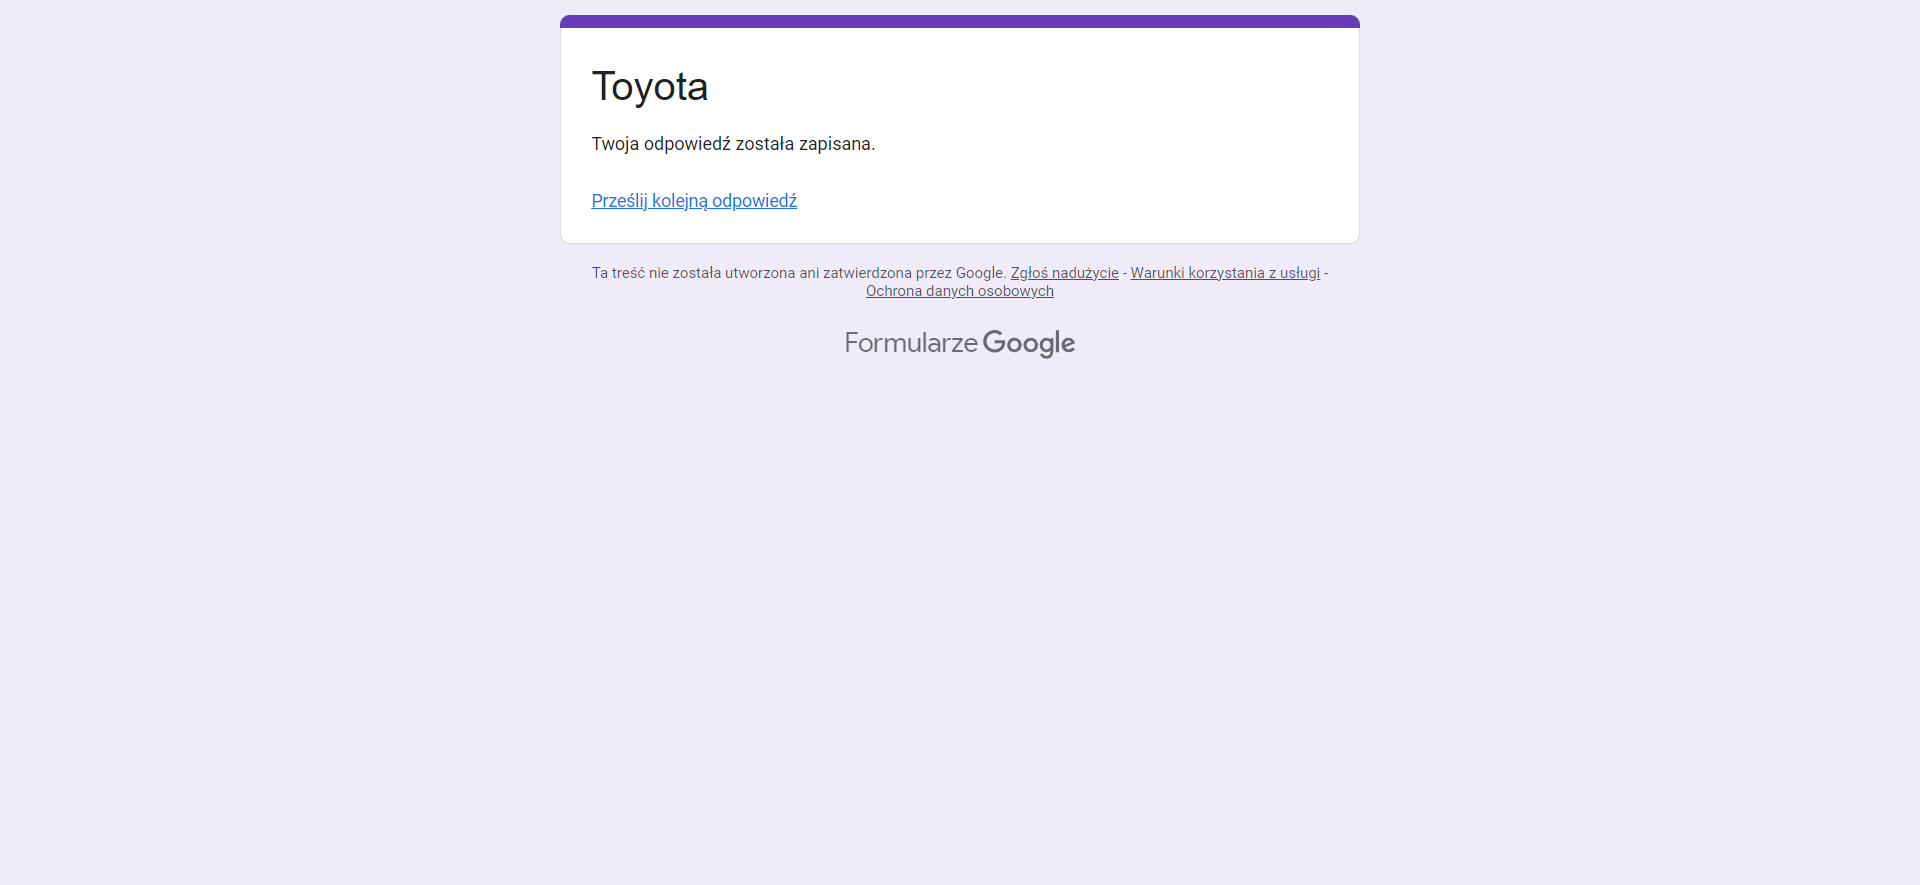 Toyota
Twoja odpowiedź została zapisana.
Prześlij kolejną odpowiedź
Ta treść nie została utworzona ani zatwierdzona przez Google. Zgłoś nadużycie - Warunki korzystania z usługi -
Ochrona danych osobowych
Formularze Google